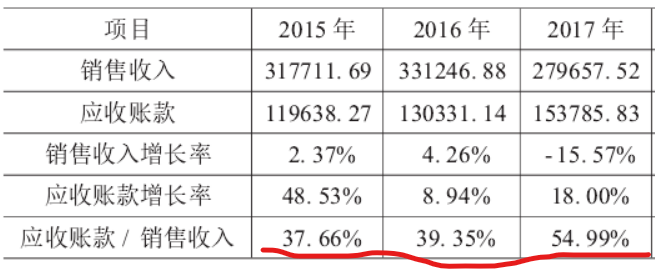 项目 2015 年 2016 年 2017 年
销售收入 317711.69 331246.88 279657.52
应收账款 119638.27 130331.14 153785.83
销售收入增长率 2.37% 4.26% -15.57%
应收账款增长率 48.53% 8.94% 18.00%
应收账款 / 销售收入 37.66% 39.35% 54.99%